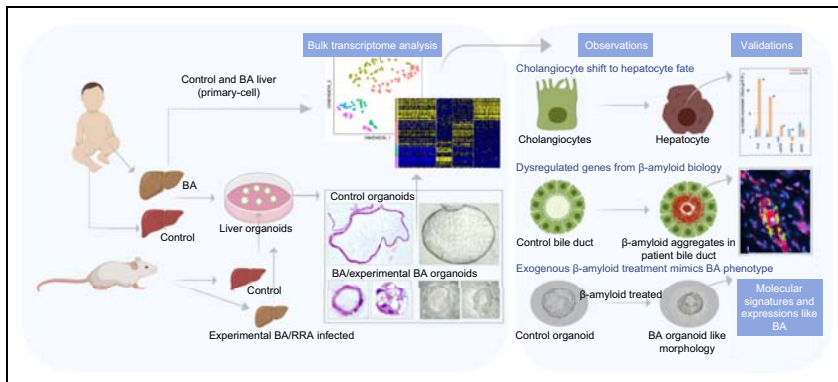 Bulk transcriptome analysis
Observations
Validations
Control and BA liver
(primary-cell)
DIMENSION_1
BA
Control
Liver organoids
Control
Experimental BA/RRA infected
Control organoids
BA/experimental BA organoids
Cholangiocyte shift to hepatocyte fate
Cholangiocytes
Hepatocyte
Dysregulated genes from β-amyloid biology
Control bile duct
β-amyloid aggregates in
patient bile duct
Exogenous β-amyloid treatment mimics BA phenotype
β-amyloid treated
Control organoid
BA organoid like
morphology
Molecular
signatures and
expressions like
BA